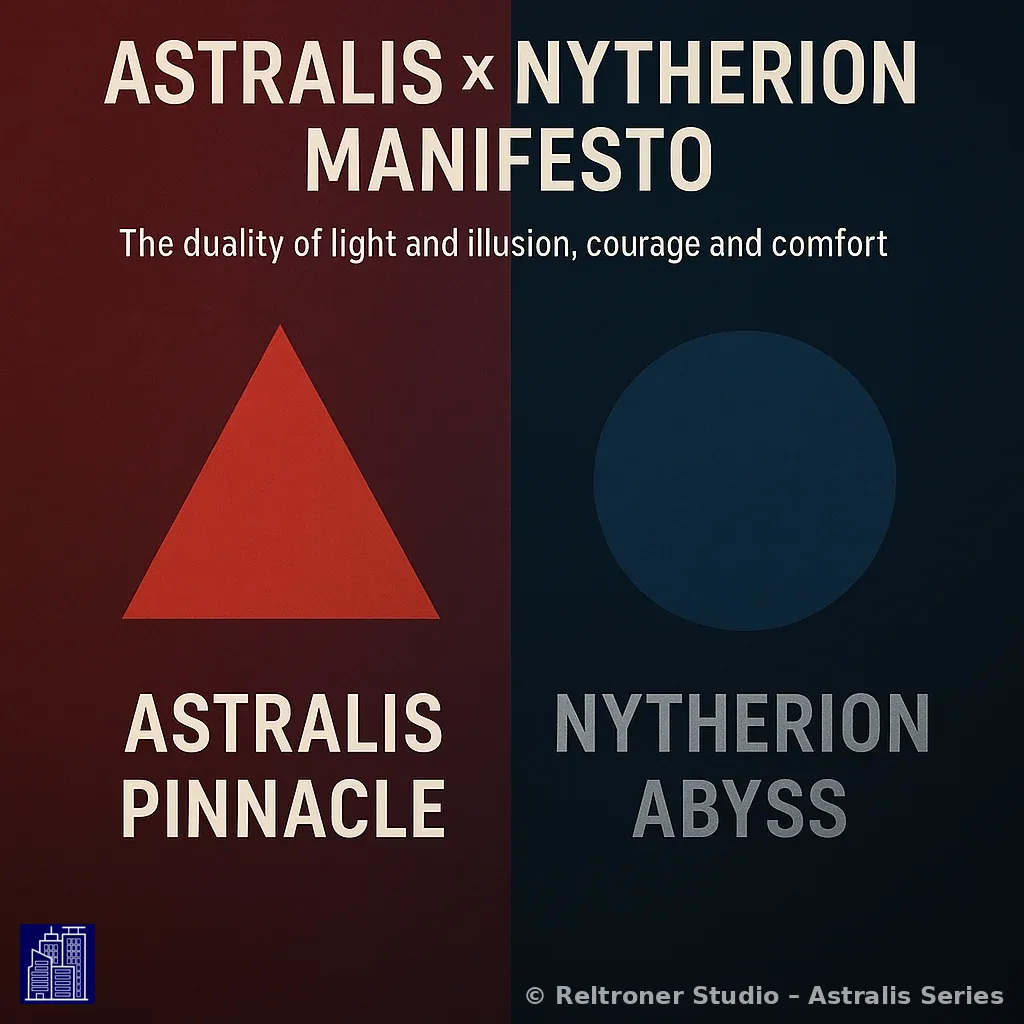 ASTRALIS x NYTHERION
MANIFESTO
The duality of light and illusion, courage and comfort
ASTRALIS
PINNACLE
NYTHERION
ABYSS
© Reltroner Studio – Astralis Series